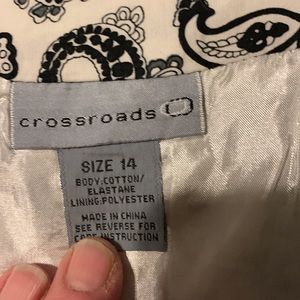 crossroads
SIZE 14
BODY:COTTON/
ELASTANE
LINING:POLYESTER
MADE IN CHINA
SEE REVERSE FOR
CARE INSTRUCTION